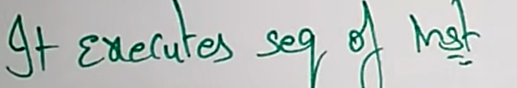 It executes seq of Inst